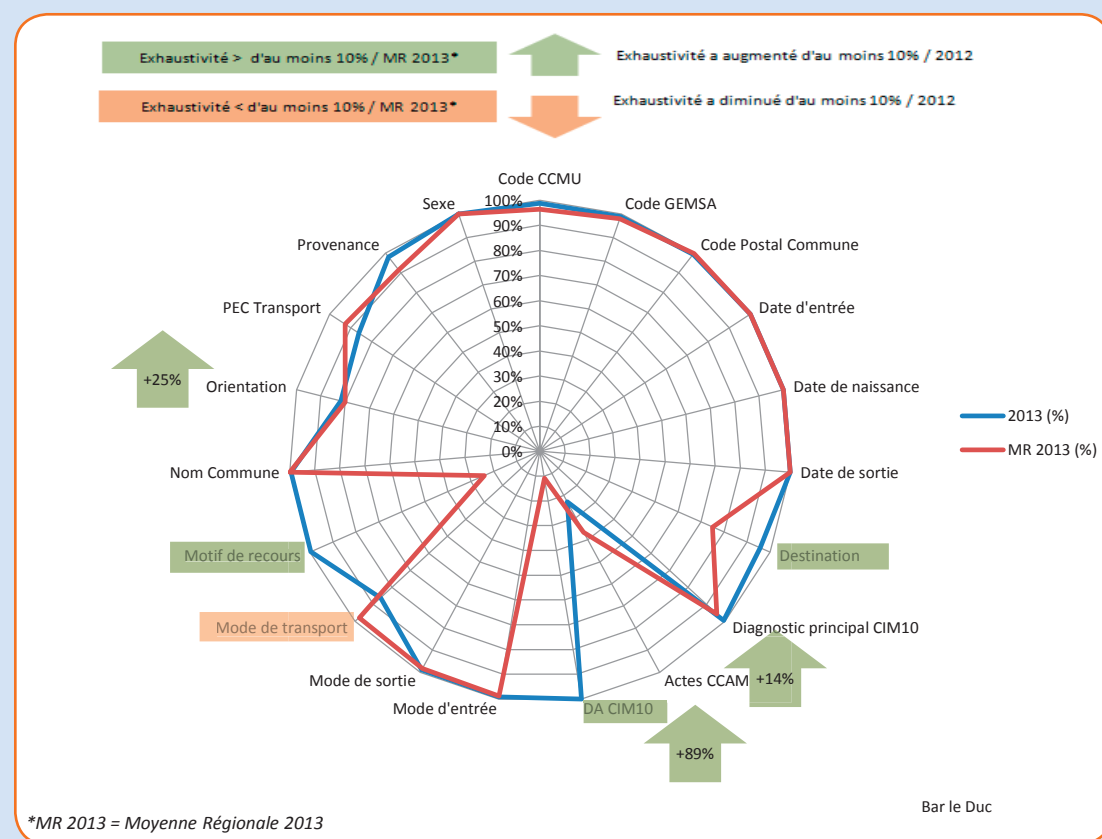 Exhaustivité > d'au moins 10% / MR 2013*
Exhaustivité a augmenté d'au moins 10% / 2012
Exhaustivité < d'au moins 10% / MR 2013*
Exhaustivité a diminué d'au moins 10% / 2012
Code CCMU
Code GEMSA
Code Postal Commune
Date d'entrée
Date de naissance
Date de sortie
Destination
Diagnostic principal CIM10
Actes CCAM
DA CIM10
Mode d'entrée
Mode de sortie
Mode de transport
Motif de recours
Nom Commune
Orientation
PEC Transport
Provenance
Sexe
100%
90%
80%
70%
60%
50%
40%
30%
20%
10%
0%
+25%
+14%
+89%
2013 (%)
MR 2013 (%)
Bar le Duc
*MR 2013 = Moyenne Régionale 2013